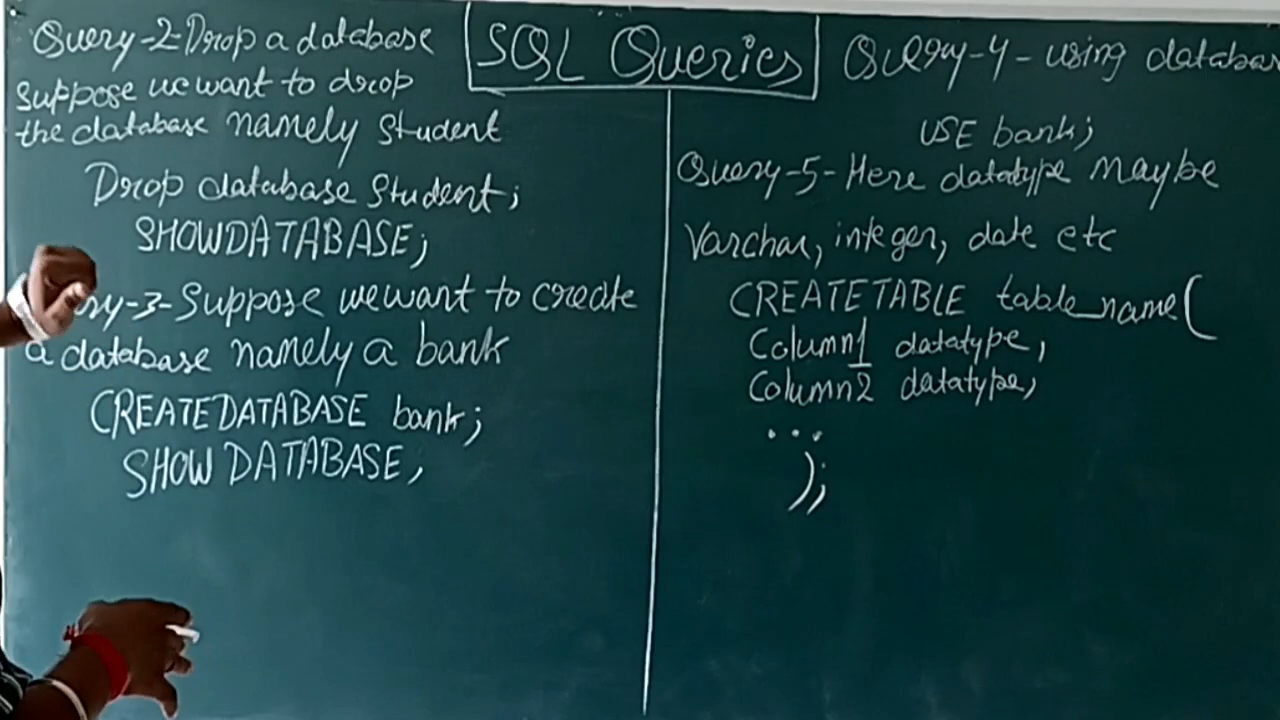 SQL Queries
Query-2-Drop a database
Suppose we want to drop
the database namely Student
Drop database Student;
SHOWDATABASE;
ry-3-Suppose we want to create
a database namely a bank
CREATEDATABASE bank;
SHOW DATABASE,
Query-4-using databas
USE bank;
Query-5-Here datatype maybe
Varchar, integer, date etc
CREATETABLE table_name(
Column1 datatype,
Column2 datatype,
...
);